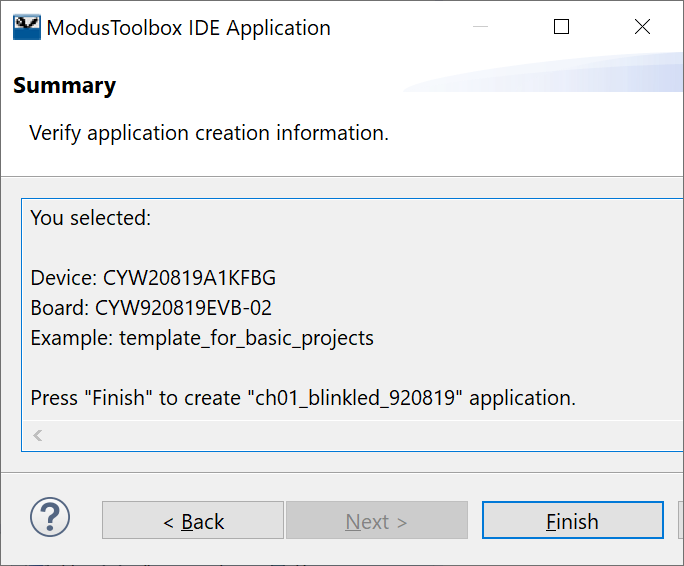 ModusToolbox IDE Application
Summary
Verify application creation information.
You selected:
Device: CYW20819A1KFBG
Board: CYW920819EVB-02
Example: template_for_basic_projects
Press "Finish" to create "ch01_blinkled_920819" application.
<
?
< Back
Next >
Finish